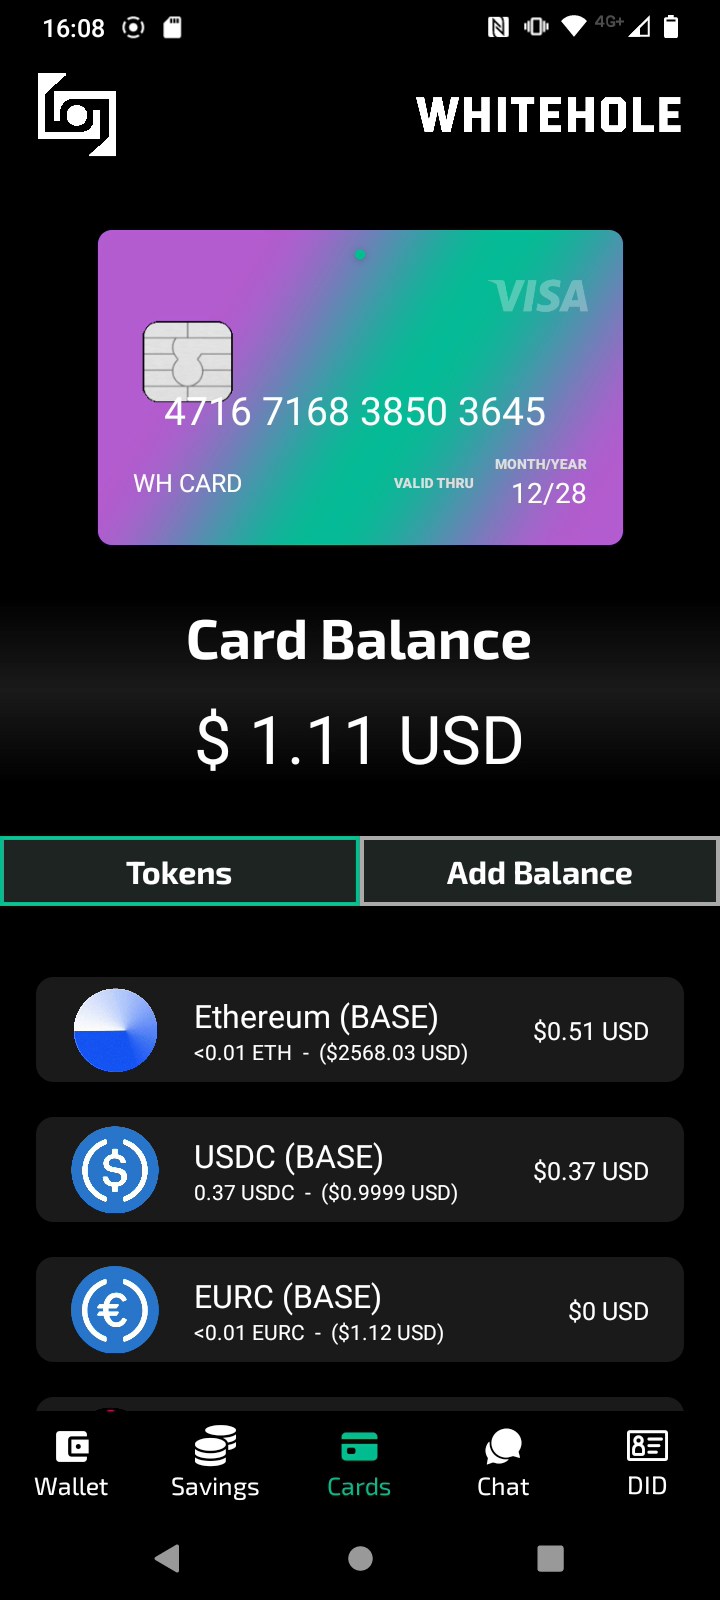 16:08
4G+
WHITEHOLE
VISA
4716 7168 3850 3645
MONTH/YEAR
WH CARD VALID THRU 12/28
Card Balance
$ 1.11 USD
Tokens Add Balance
Ethereum (BASE)
<0.01 ETH - ($2568.03 USD) $0.51 USD
USDC (BASE)
0.37 USDC - ($0.9999 USD) $0.37 USD
EURC (BASE)
<0.01 EURC - ($1.12 USD) $0 USD
Wallet Savings Cards Chat DID